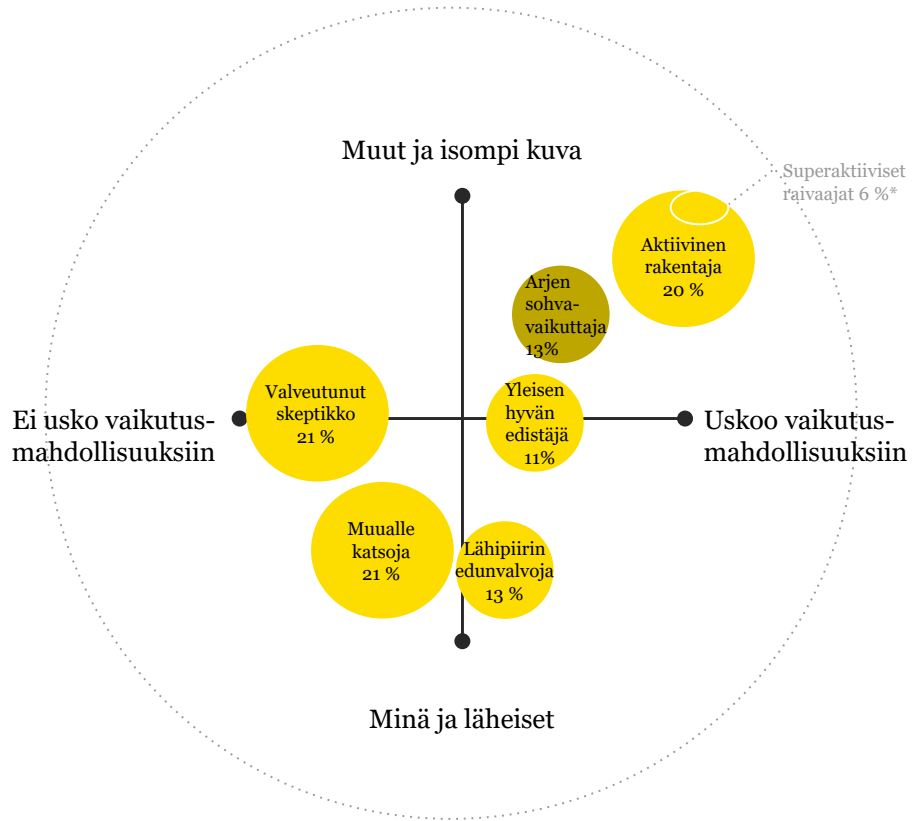 Muut ja isompi kuva
Superaktiiviset
raivaajat 6 %*
Aktiivinen
rakentaja
20 %
Arjen
sohva-
vaikuttaja
13%
Valveutunut
skeptikko
21 %
Yleisen
hyvän
edistäjä
11%
Ei usko vaikutus-
mahdollisuuksiin
Uskoo vaikutus-
mahdollisuuksiin
Muualle
katsoja
21 %
Lähipiirin
edunvalvoja
13 %
Minä ja läheiset